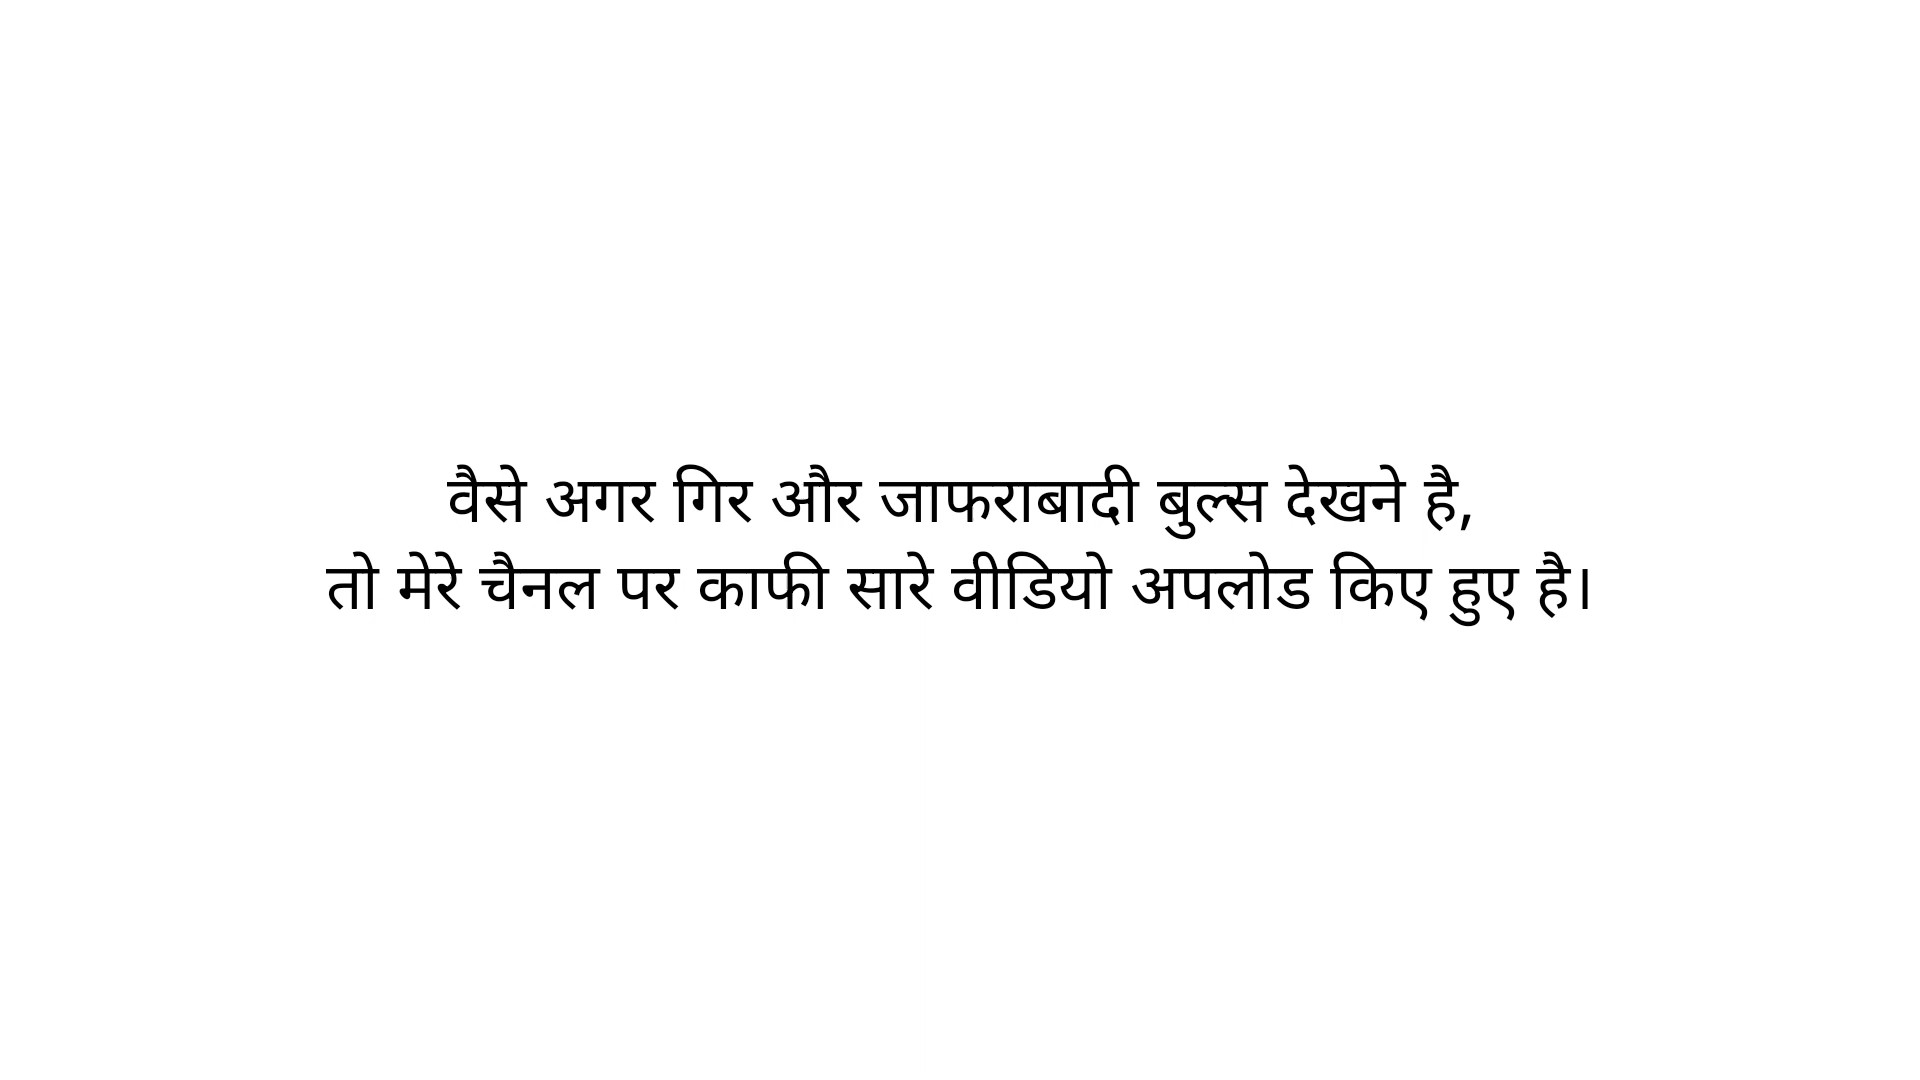 वैसे अगर गिर और जाफराबादी बुल्स देखने है,
तो मेरे चैनल पर काफी सारे वीडियो अपलोड किए हुए है।